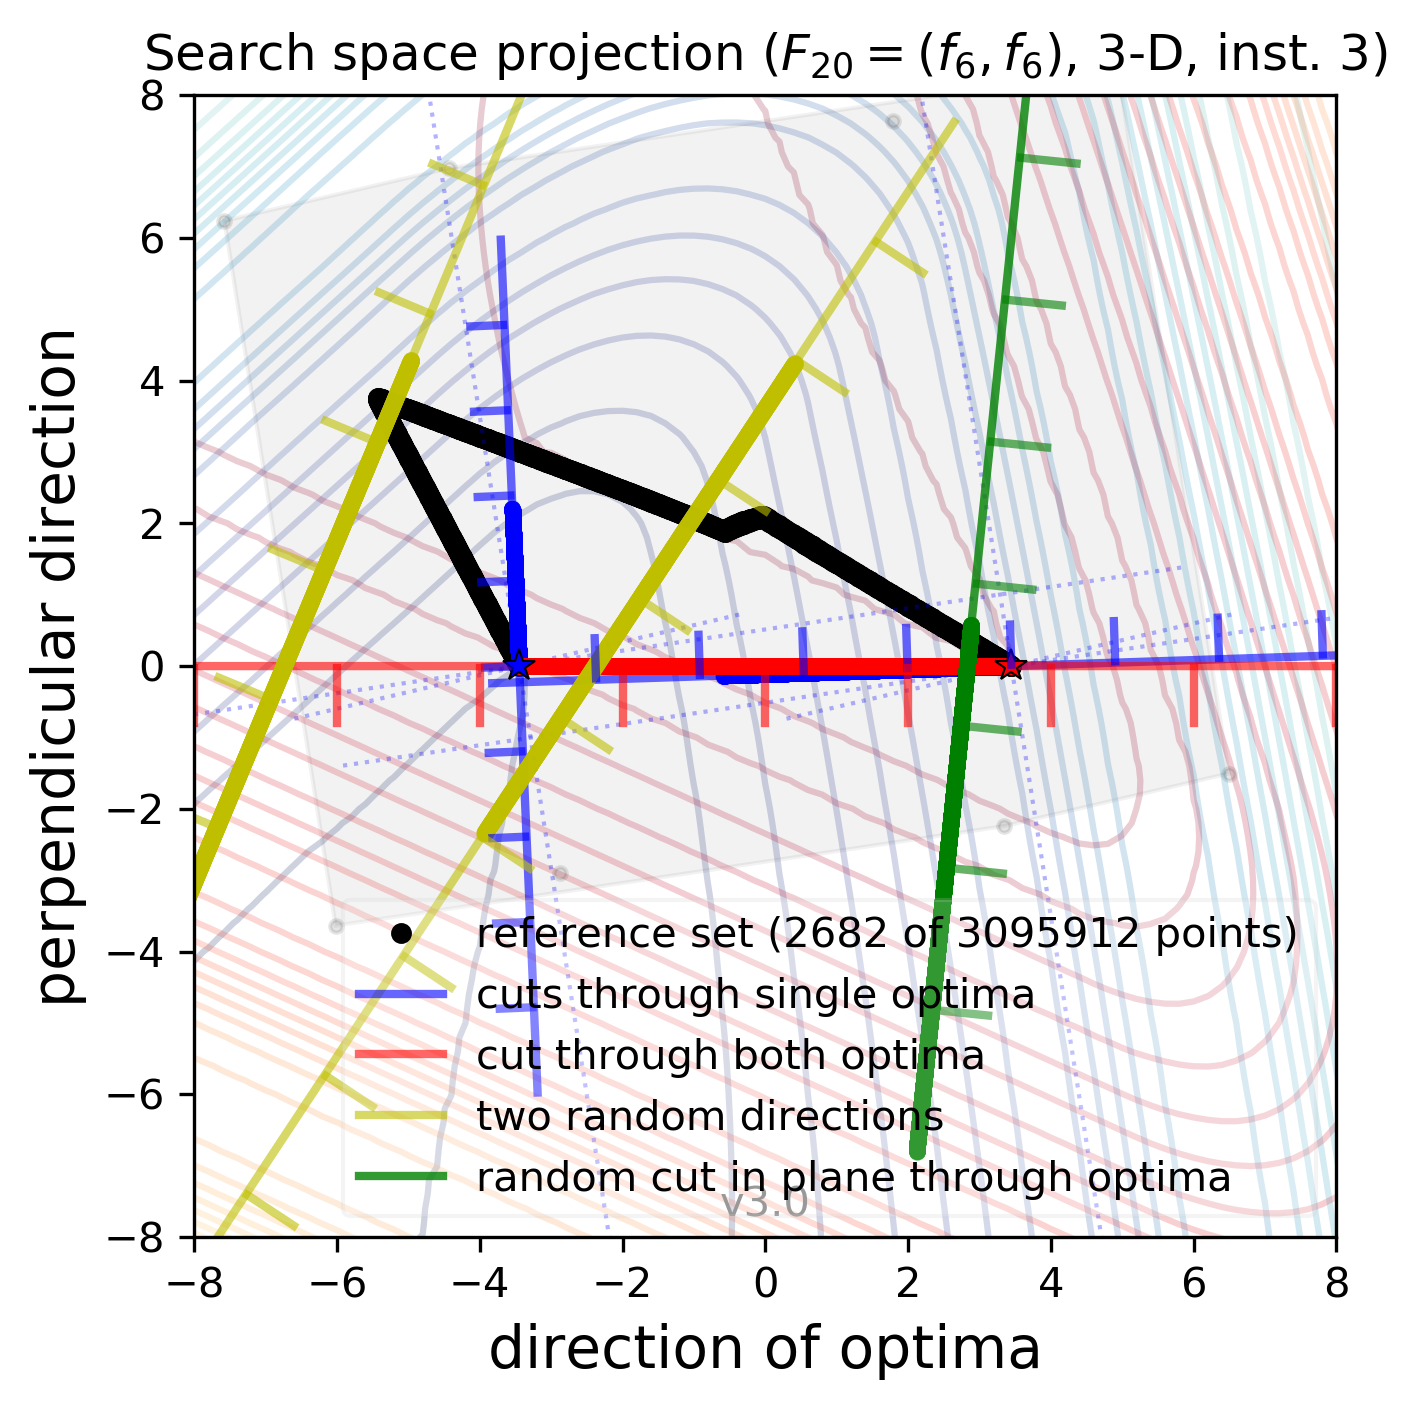 Search space projection (F₂₀ = (f₆, f₆), 3-D, inst. 3)
8
6
4
2
0
−2
−4
−6
−8
perpendicular direction
reference set (2682 of 3095912 points)
cuts through single optima
cut through both optima
two random directions
random cut in plane through optima
v3.0
−8 −6 −4 −2 0 2 4 6 8
direction of optima